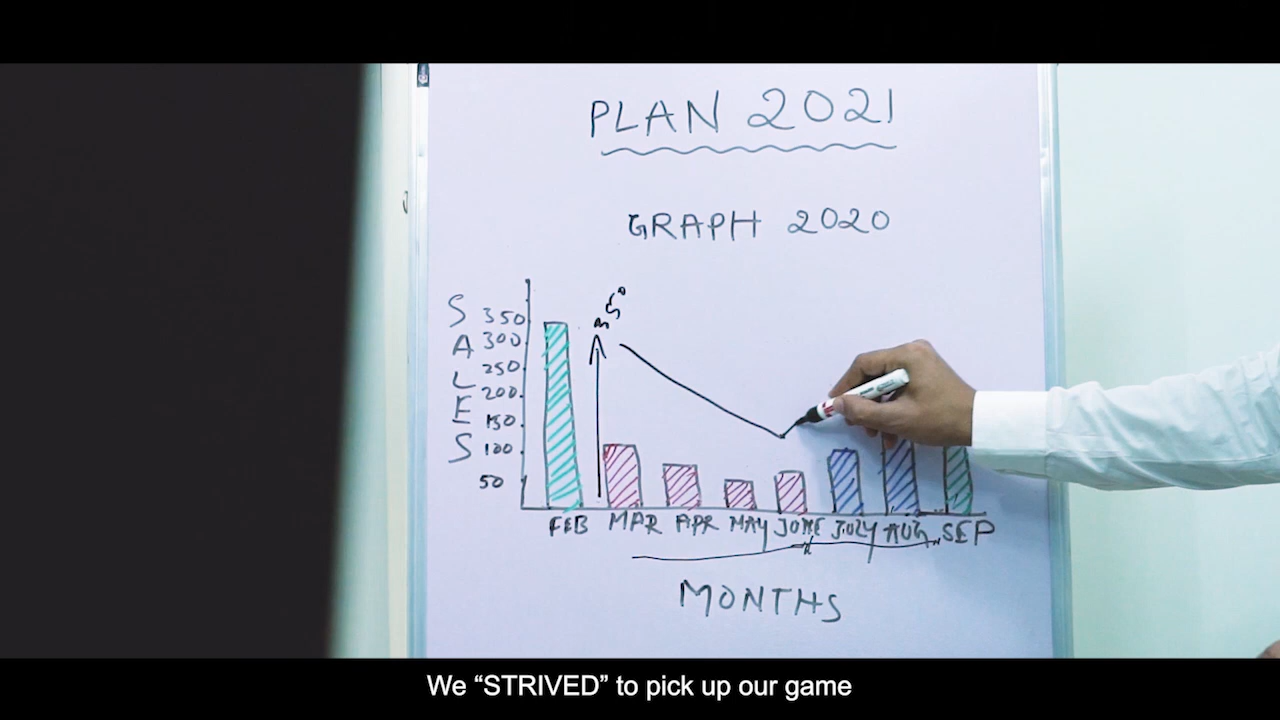 PLAN 2021
GRAPH 2020
SALES
350
300
250
200
150
100
50
FEB MAR APR MAY JUNE JULY AUG SEP
MONTHS
We “STRIVED” to pick up our game